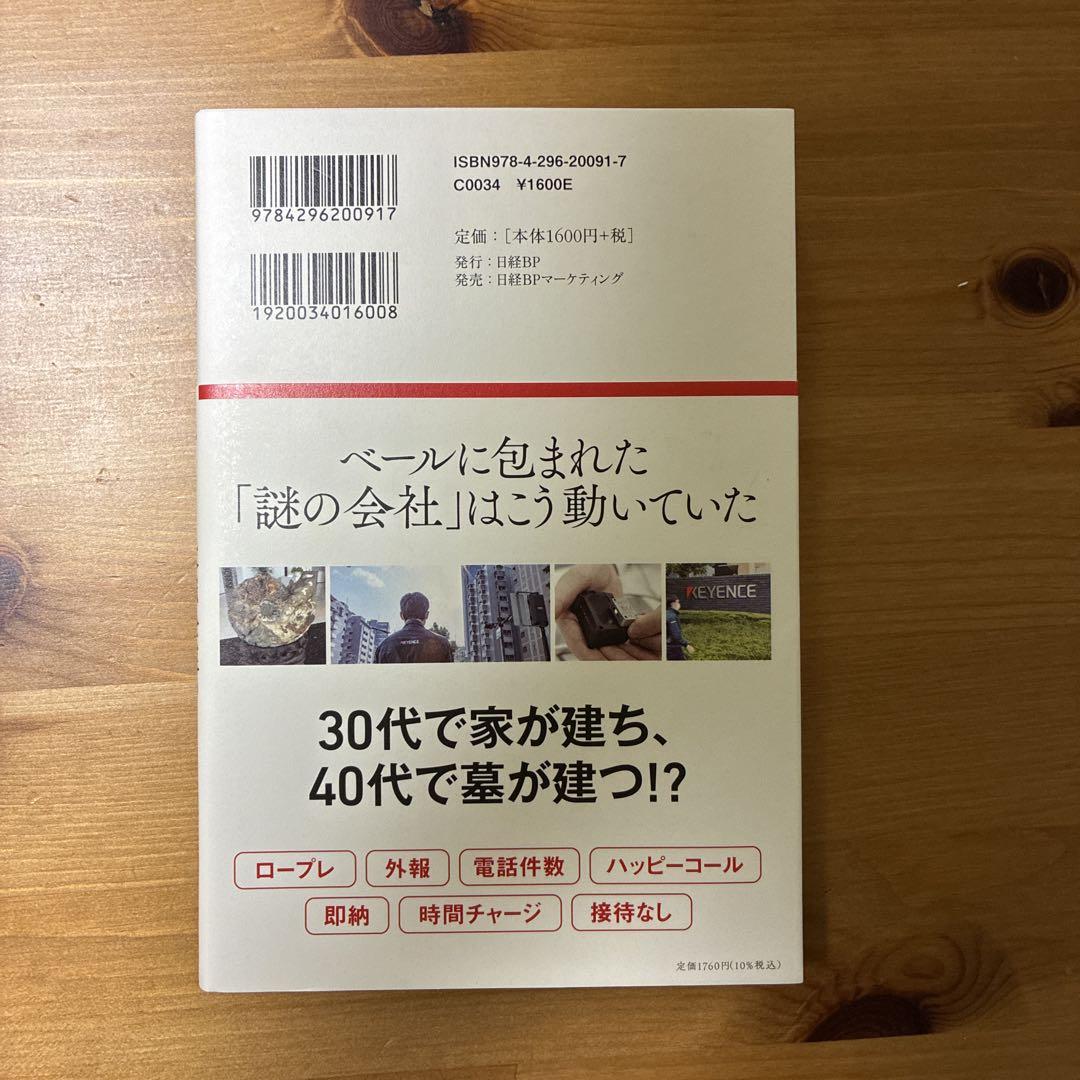 ISBN978-4-296-20091-7
C0034 ¥1600E
9784296200917
定価：[本体1600円+税]
発行：日経BP
発売：日経BPマーケティング
1920034016008
ベールに包まれた
「謎の会社」はこう動いていた
KEYENCE
KEYENCE
30代で家が建ち、
40代で墓が建つ!?
ロープレ 外報 電話件数 ハッピーコール
即納 時間チャージ 接待なし
定価1760円(10%税込)